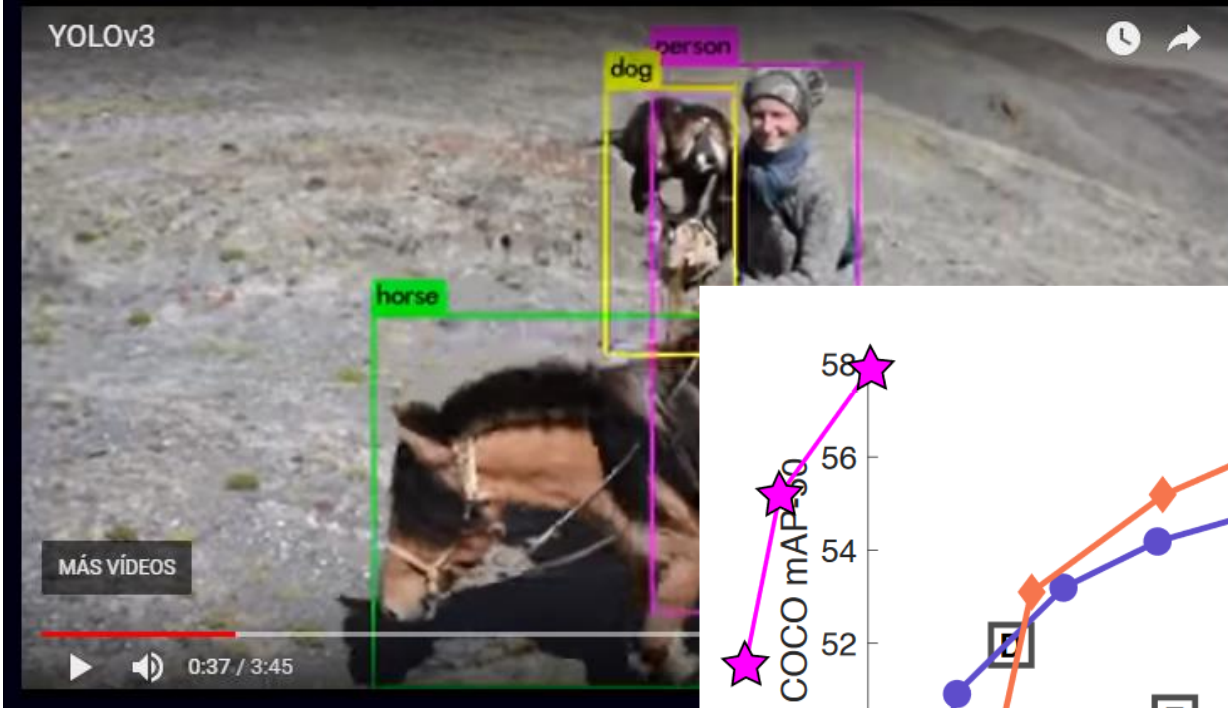 YOLOv3
person
dog
horse
MÁS VÍDEOS
0:37 / 3:45
58
56
54
52
COCO mAP-50
D